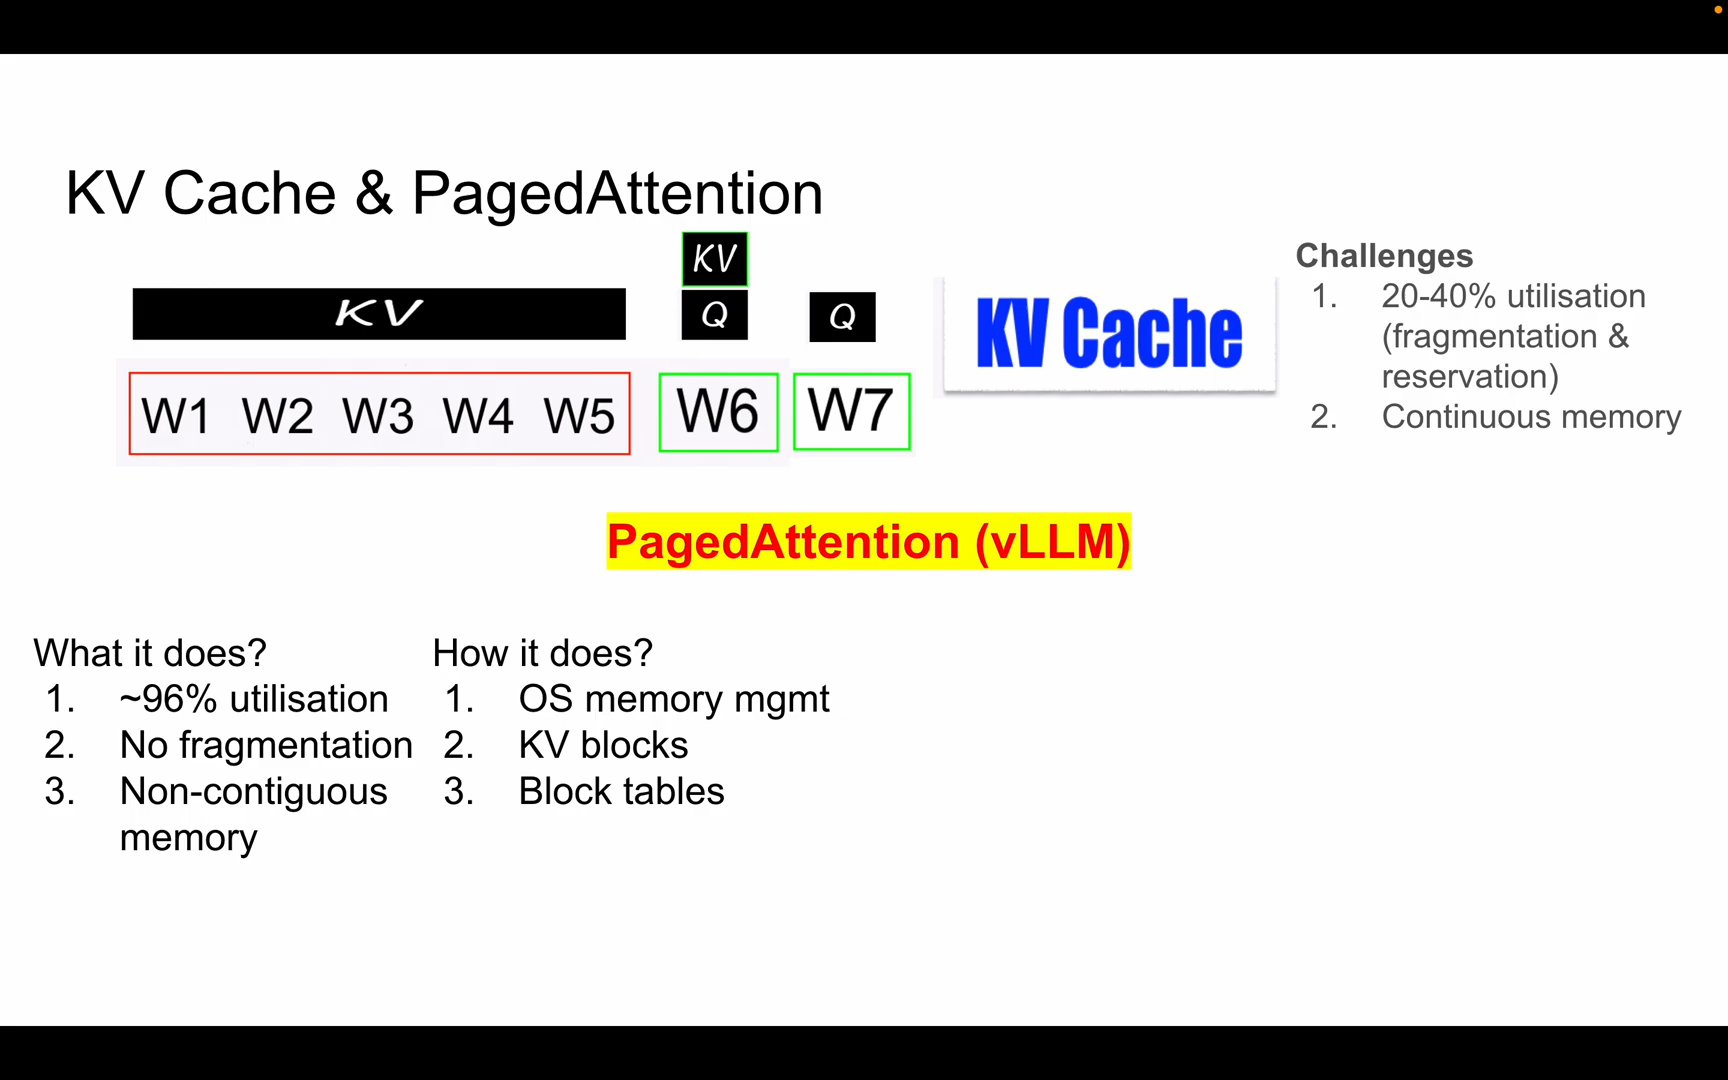 KV Cache & PagedAttention
KV
KV
Q
Q
W1 W2 W3 W4 W5
W6
W7
KV Cache
Challenges
1. 20-40% utilisation
(fragmentation &
reservation)
2. Continuous memory
PagedAttention (vLLM)
What it does?
1. ~96% utilisation
2. No fragmentation
3. Non-contiguous
memory
How it does?
1. OS memory mgmt
2. KV blocks
3. Block tables